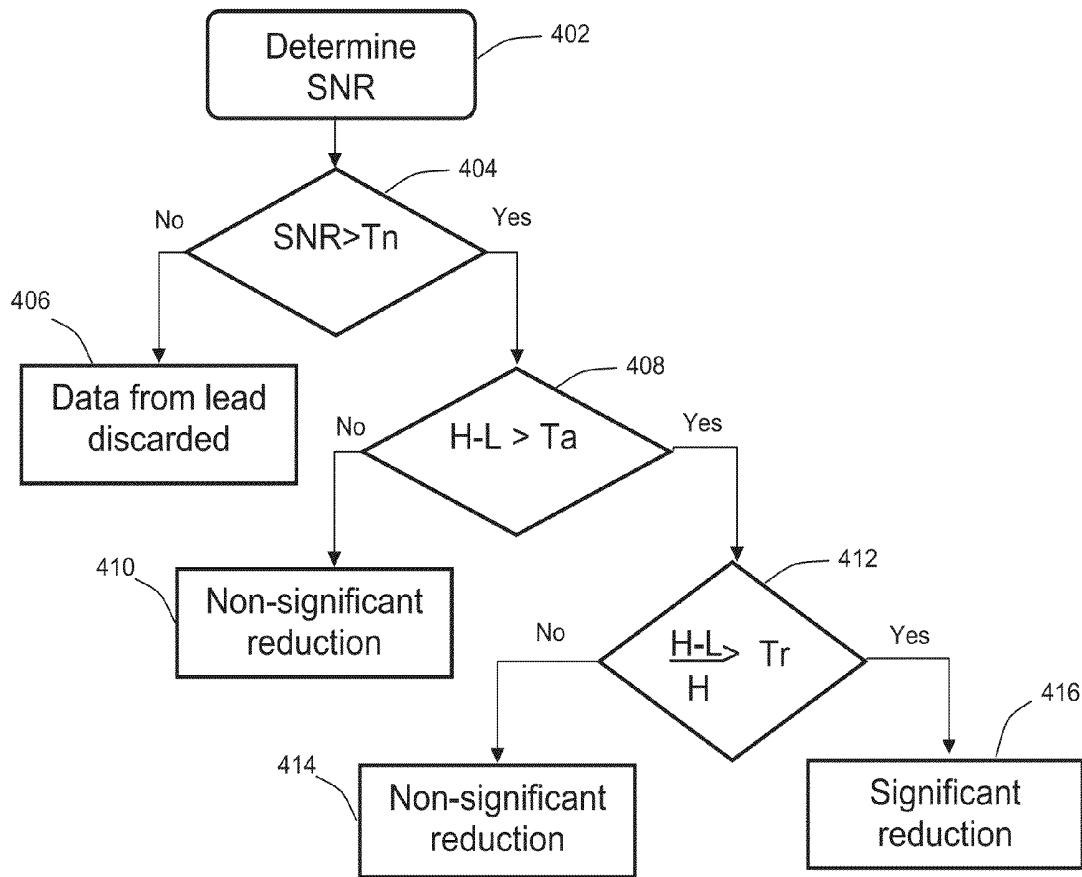 Determine
SNR
402
404
No
Yes
SNR>Tn
406
Data from lead
discarded
408
No
Yes
H-L > Ta
410
Non-significant
reduction
412
No
Yes
H-L > Tr
H
414
Non-significant
reduction
416
Significant
reduction